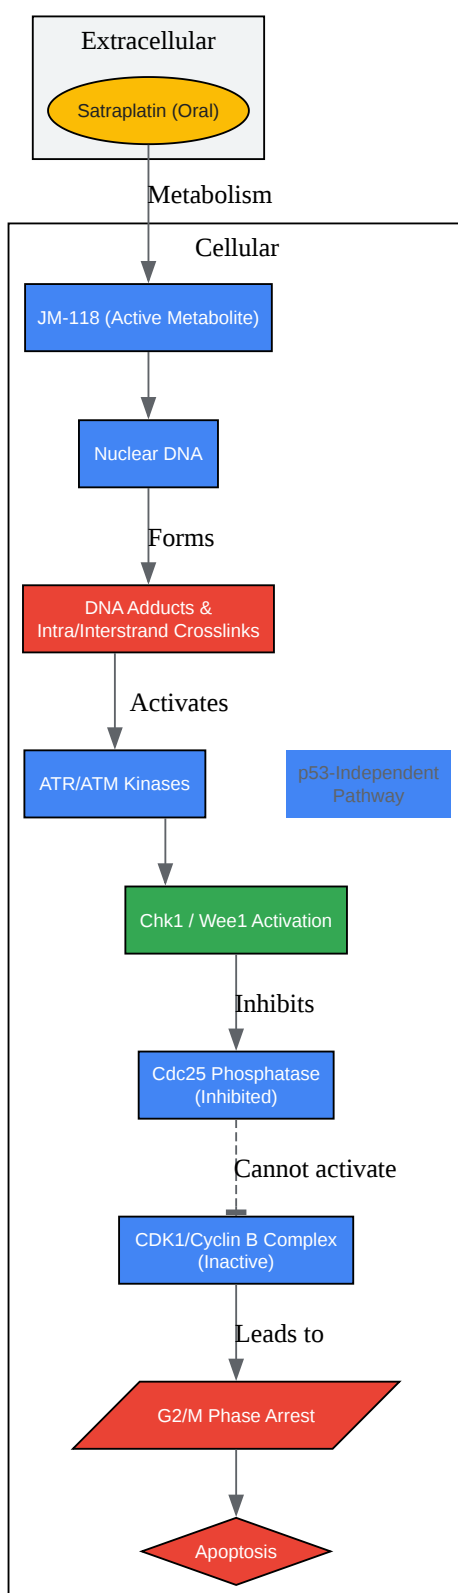 Extracellular
Satraplatin (Oral)
Metabolism
Cellular
JM-118 (Active Metabolite)
Nuclear DNA
Forms
DNA Adducts &
Intra/Interstrand Crosslinks
Activates
ATR/ATM Kinases
p53-Independent
Pathway
Chk1 / Wee1 Activation
Inhibits
Cdc25 Phosphatase
(Inhibited)
Cannot activate
CDK1/Cyclin B Complex
(Inactive)
Leads to
G2/M Phase Arrest
Apoptosis